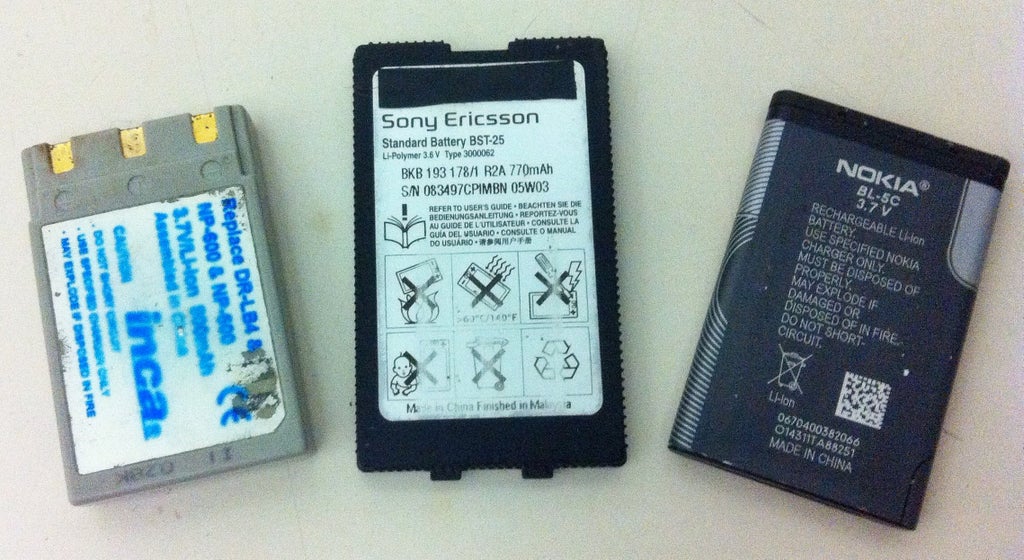 Replace DR-LB4 &
NP-500 & NP-600
3.7V/Li-ion mAh
Assembled in China
incaa
CAUTION
• DO NOT SHORT CIRCUIT
• USE SPECIFIED CHARGER ONLY
• MAY EXPLODE IF DISPOSED IN FIRE
CE
Sony Ericsson
Standard Battery BST-25
Li-Polymer 3.6 V Type 3000062
BKB 193 178/1 R2A 770mAh
S/N 083497CPIMBN 05W03
REFER TO USER'S GUIDE • BEACHTEN SIE DIE
BEDIENUNGSANLEITUNG • REPORTEZ-VOUS
AU GUIDE DE L'UTILISATEUR • CONSULTE LA
GUÍA DEL USUARIO • CONSULTE O MANUAL
DO USUÁRIO • 请参阅用户手册
>60°C/140°F
Made in China Finished in Malaysia
NOKIA®
BL-5C
3.7 V
RECHARGEABLE Li-Ion
BATTERY.
USE SPECIFIED NOKIA
CHARGER ONLY.
MUST BE DISPOSED OF
PROPERLY.
MAY EXPLODE IF
DAMAGED OR
DISPOSED OF IN FIRE.
DO NOT SHORT-
CIRCUIT.
Li-Ion
0670400382066
O14311TA88251
MADE IN CHINA